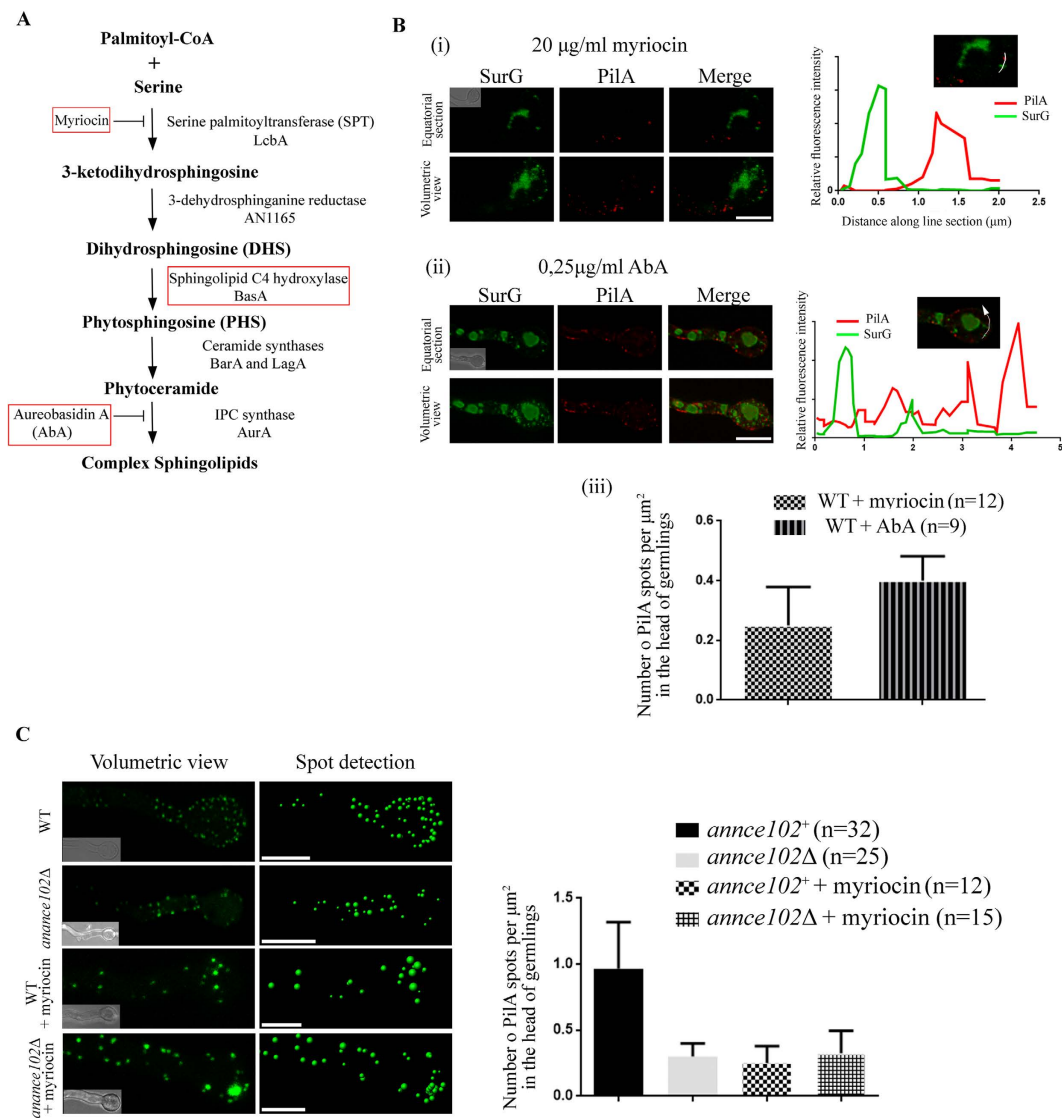 A
Palmitoyl-CoA
+
Serine
Myriocin
Serine palmitoyltransferase (SPT)
LcbA
3-ketodihydrosphingosine
3-dehydrosphinganine reductase
AN1165
Dihydrosphingosine (DHS)
Sphingolipid C4 hydroxylase
BasA
Phytosphingosine (PHS)
Ceramide synthases
BarA and LagA
Phytoceramide
Aureobasidin A
(AbA)
IPC synthase
AurA
Complex Sphingolipids
B
(i)
20 µg/ml myriocin
SurG
PilA
Merge
Equatorial
section
Volumetric
view
Relative fluorescence intensity
PilA
SurG
0.0
0.5
1.0
1.5
2.0
2.5
Distance along line section (µm)
(ii)
0,25µg/ml AbA
SurG
PilA
Merge
Equatorial
section
Volumetric
view
Relative fluorescence intensity
PilA
SurG
0
1
2
3
4
5
(iii)
WT + myriocin (n=12)
WT + AbA (n=9)
Number o PilA spots per µm²
in the head of germlings
0.6
0.4
0.2
0.0
C
Volumetric view
Spot detection
WT
anance102Δ
WT
+ myriocin
anance102Δ
+ myriocin
annce102⁺ (n=32)
annce102Δ (n=25)
annce102⁺ + myriocin (n=12)
annce102Δ + myriocin (n=15)
Number o PilA spots per µm²
in the head of germlings
1.5
1.0
0.5
0.0